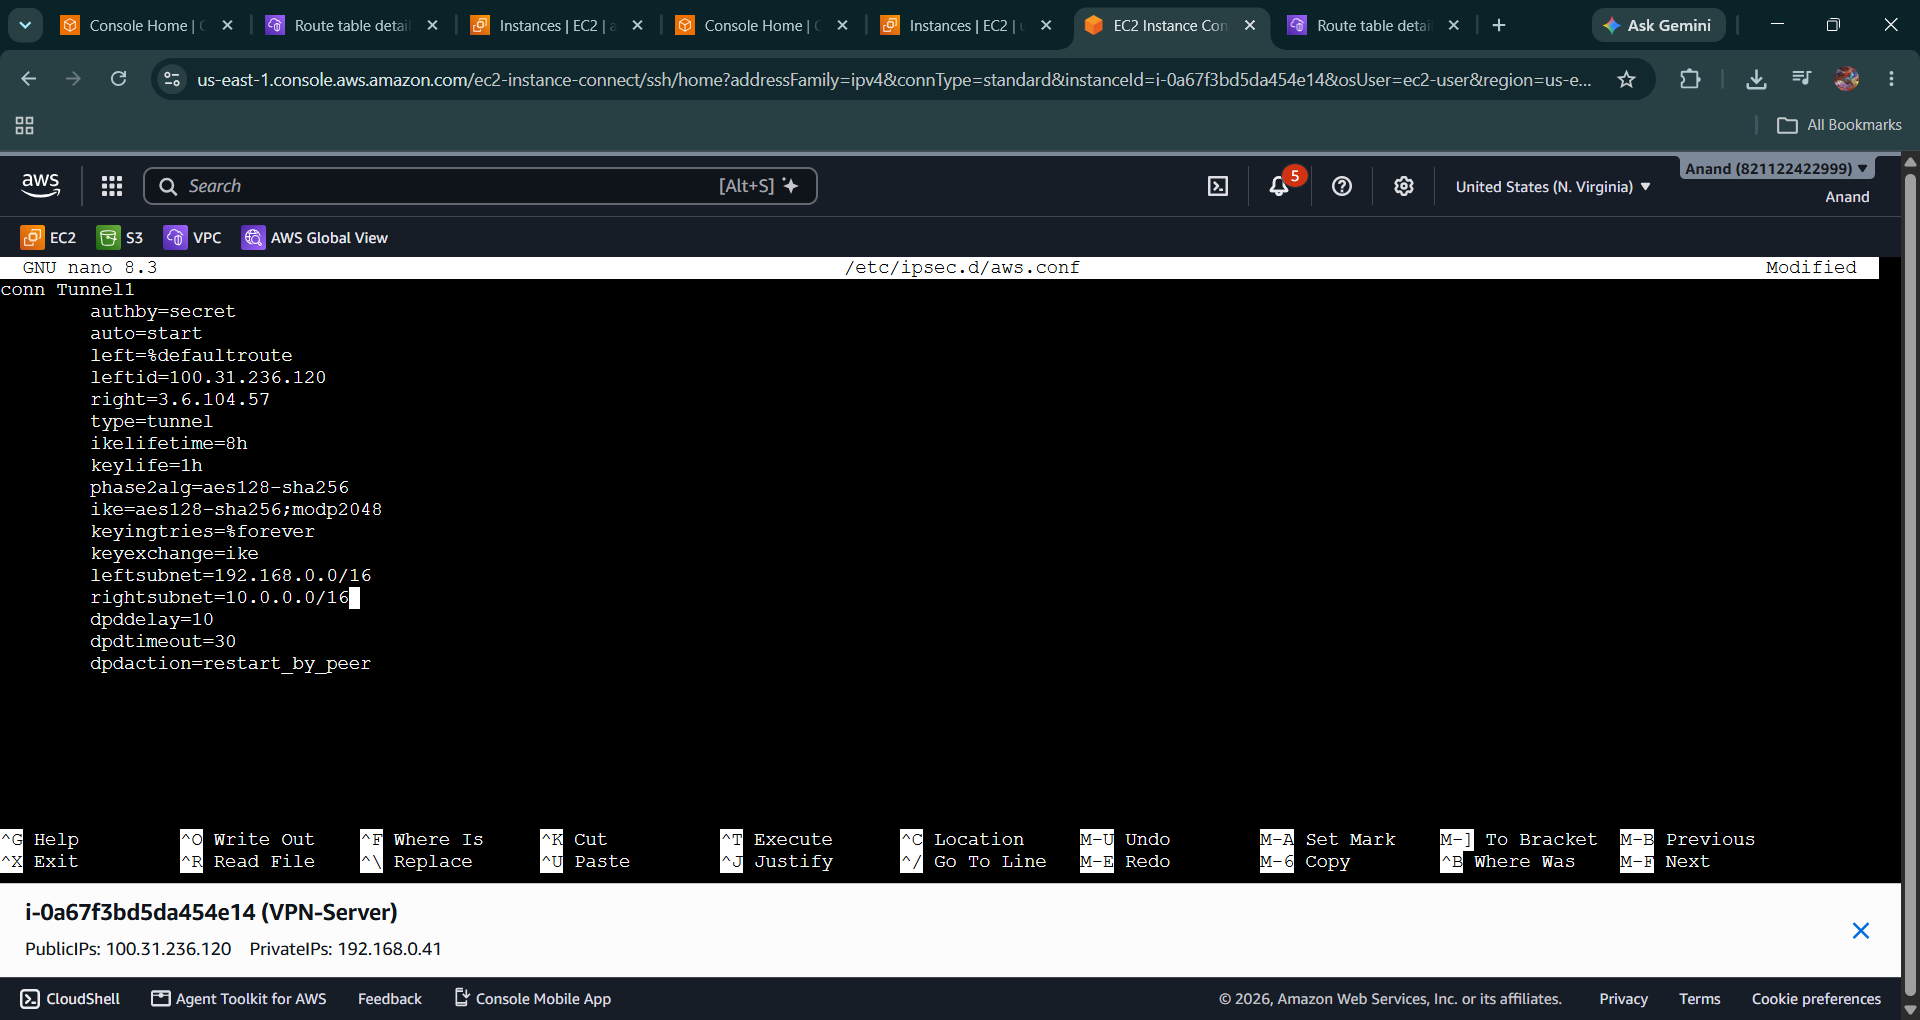 Console Home | C
Route table detail
Instances | EC2 | a
Console Home | C
Instances | EC2 | u
EC2 Instance Con
Route table detai
Ask Gemini
us-east-1.console.aws.amazon.com/ec2-instance-connect/ssh/home?addressFamily=ipv4&connType=standard&instanceId=i-0a67f3bd5da454e14&osUser=ec2-user&region=us-e...
All Bookmarks
aws
Search
[Alt+S]
5
United States (N. Virginia)
Anand (821122422999)
Anand
EC2
S3
VPC
AWS Global View
GNU nano 8.3 /etc/ipsec.d/aws.conf Modified
conn Tunnel1
authby=secret
auto=start
left=%defaultroute
leftid=100.31.236.120
right=3.6.104.57
type=tunnel
ikelifetime=8h
keylife=1h
phase2alg=aes128-sha256
ike=aes128-sha256;modp2048
keyingtries=%forever
keyexchange=ike
leftsubnet=192.168.0.0/16
rightsubnet=10.0.0.0/16
dpddelay=10
dpdtimeout=30
dpdaction=restart_by_peer
^G Help ^O Write Out ^F Where Is ^K Cut ^T Execute ^C Location M-U Undo M-A Set Mark M-] To Bracket M-B Previous
^X Exit ^R Read File ^\ Replace ^U Paste ^J Justify ^/ Go To Line M-E Redo M-6 Copy ^B Where Was M-F Next
i-0a67f3bd5da454e14 (VPN-Server)
PublicIPs: 100.31.236.120 PrivateIPs: 192.168.0.41
CloudShell
Agent Toolkit for AWS
Feedback
Console Mobile App
© 2026, Amazon Web Services, Inc. or its affiliates.
Privacy
Terms
Cookie preferences